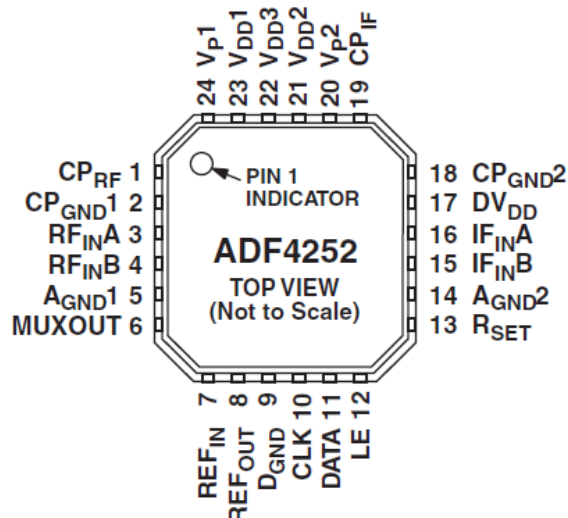 24 VP1
23 VDD1
22 VDD3
21 VDD2
20 VP2
19 CPIF
CPRF 1
CPGND1 2
RFINA 3
RFINB 4
AGND1 5
MUXOUT 6
PIN 1
INDICATOR
ADF4252
TOP VIEW
(Not to Scale)
18 CPGND2
17 DVDD
16 IFINA
15 IFINB
14 AGND2
13 RSET
REFIN 7
REFOUT 8
DGND 9
CLK 10
DATA 11
LE 12